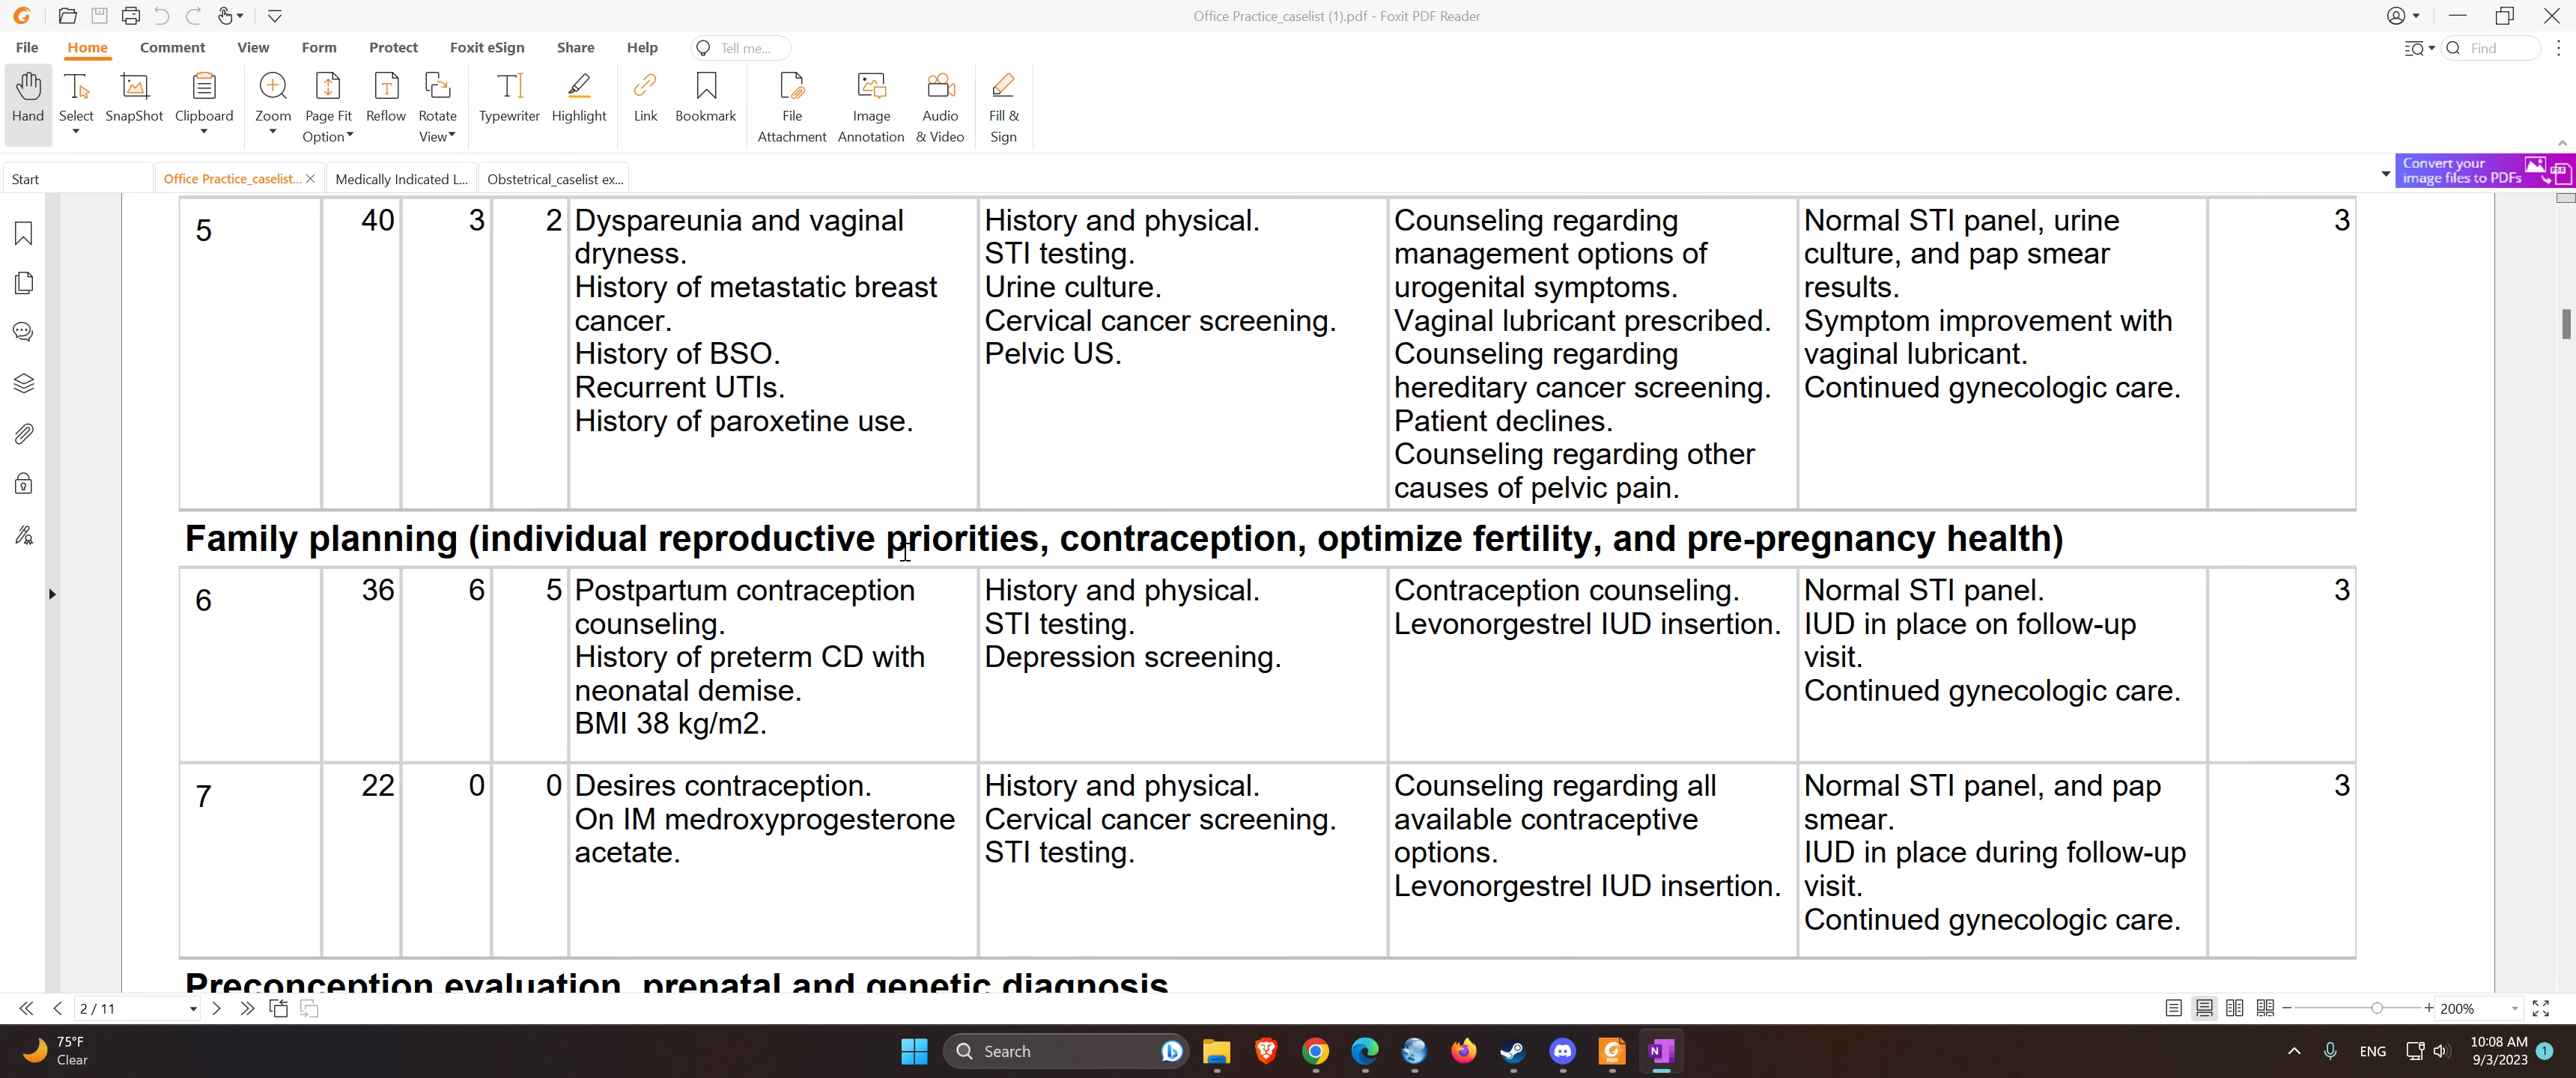 Office Practice_caselist (1).pdf - Foxit PDF Reader
File Home Comment View Form Protect Foxit eSign Share Help Tell me... Find
Hand Select SnapShot Clipboard Zoom Page Fit Option Reflow Rotate View Typewriter Highlight Link Bookmark File Attachment Image Annotation Audio & Video Fill & Sign
Convert your
image files to PDFs
Start Office Practice_caselist... Medically Indicated L... Obstetrical_caselist ex...
5 40 3 2
Dyspareunia and vaginal
dryness.
History of metastatic breast
cancer.
History of BSO.
Recurrent UTIs.
History of paroxetine use.
History and physical.
STI testing.
Urine culture.
Cervical cancer screening.
Pelvic US.
Counseling regarding
management options of
urogenital symptoms.
Vaginal lubricant prescribed.
Counseling regarding
hereditary cancer screening.
Patient declines.
Counseling regarding other
causes of pelvic pain.
Normal STI panel, urine
culture, and pap smear
results.
Symptom improvement with
vaginal lubricant.
Continued gynecologic care.
3
Family planning (individual reproductive priorities, contraception, optimize fertility, and pre-pregnancy health)
6 36 6 5
Postpartum contraception
counseling.
History of preterm CD with
neonatal demise.
BMI 38 kg/m2.
History and physical.
STI testing.
Depression screening.
Contraception counseling.
Levonorgestrel IUD insertion.
Normal STI panel.
IUD in place on follow-up
visit.
Continued gynecologic care.
3
7 22 0 0
Desires contraception.
On IM medroxyprogesterone
acetate.
History and physical.
Cervical cancer screening.
STI testing.
Counseling regarding all
available contraceptive
options.
Levonorgestrel IUD insertion.
Normal STI panel, and pap
smear.
IUD in place during follow-up
visit.
Continued gynecologic care.
3
Preconception evaluation, prenatal and genetic diagnosis
2 / 11
200%
75°F
Clear
Search
ENG
10:08 AM
9/3/2023
1